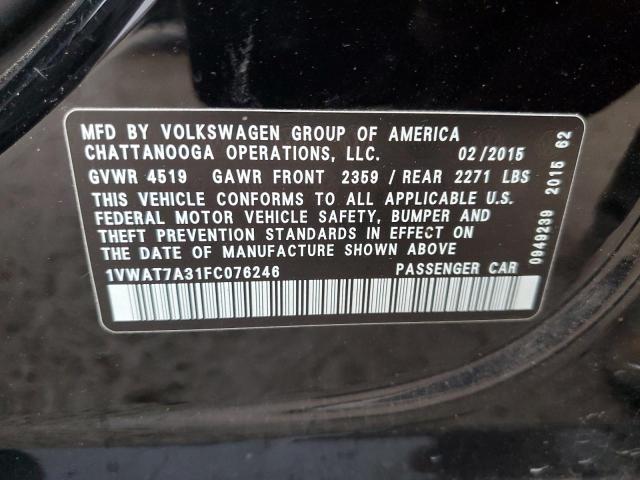 MFD BY VOLKSWAGEN GROUP OF AMERICA
CHATTANOOGA OPERATIONS, LLC. 02/2015
GVWR 4519 GAWR FRONT 2359 / REAR 2271 LBS
THIS VEHICLE CONFORMS TO ALL APPLICABLE U.S.
FEDERAL MOTOR VEHICLE SAFETY, BUMPER AND
THEFT PREVENTION STANDARDS IN EFFECT ON
THE DATE OF MANUFACTURE SHOWN ABOVE
1VWAT7A31FC076246 PASSENGER CAR
0949239 2015 62